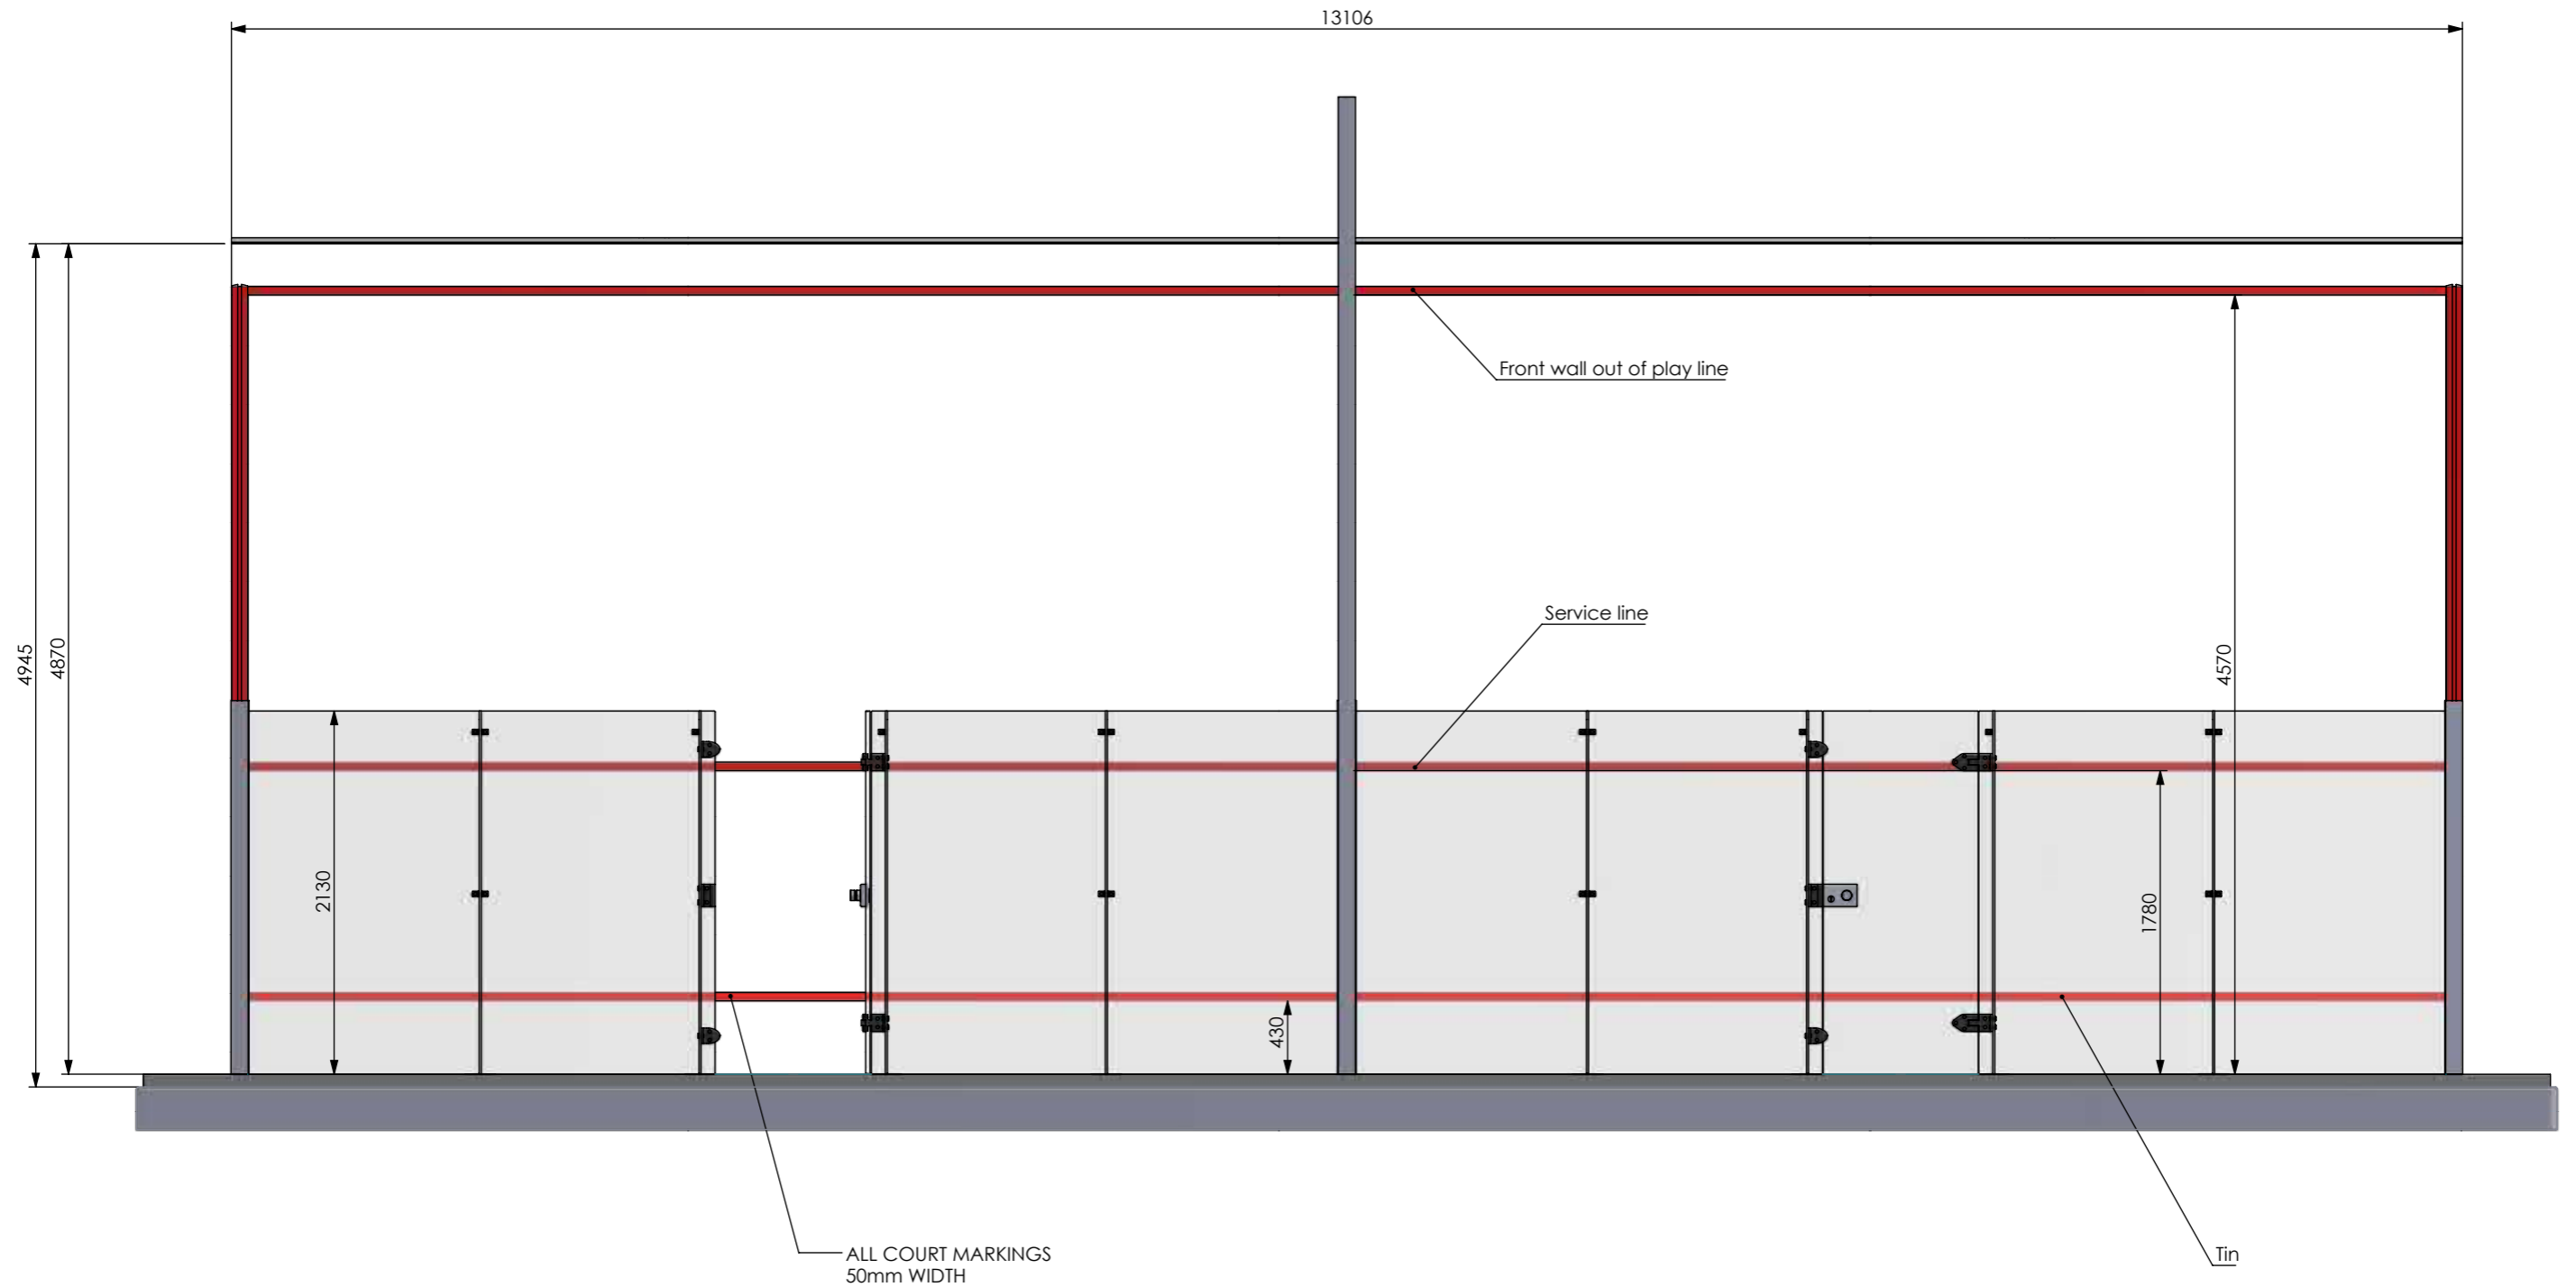 13106
Front wall out of play line
Service line
4945
4870
4570
2130
1780
430
ALL COURT MARKINGS
50mm WIDTH
Tin